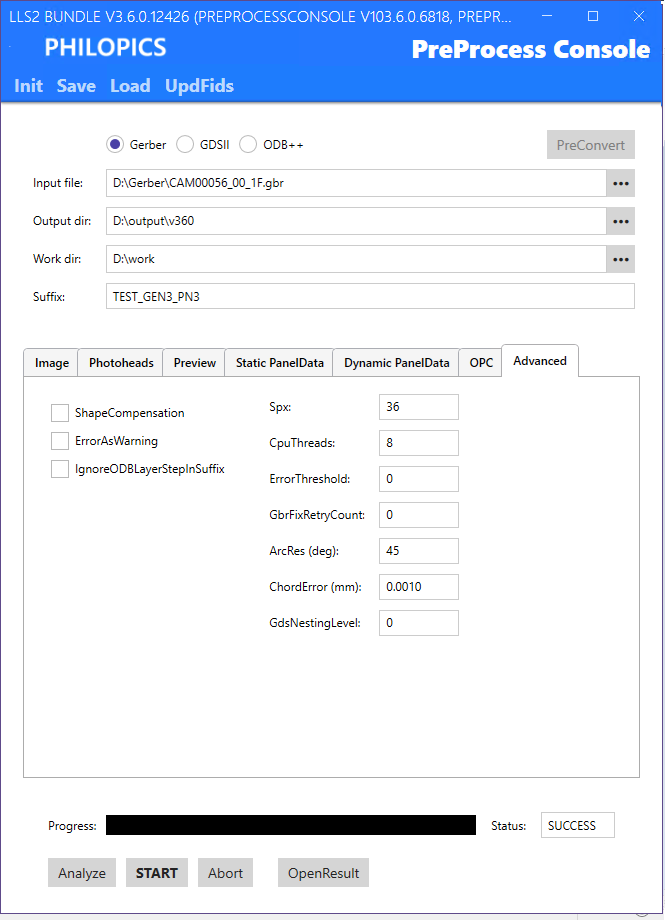 LLS2 BUNDLE V3.6.0.12426 (PREPROCESSCONSOLE V103.6.0.6818, PREPR...
PHILOPICS
PreProcess Console
Init Save Load UpdFids
Gerber GDSII ODB++ PreConvert
Input file: D:\Gerber\CAM00056_00_1F.gbr ...
Output dir: D:\output\v360 ...
Work dir: D:\work ...
Suffix: TEST_GEN3_PN3
Image Photoheads Preview Static PanelData Dynamic PanelData OPC Advanced
ShapeCompensation
ErrorAsWarning
IgnoreODBLayerStepInSuffix
Spx: 36
CpuThreads: 8
ErrorThreshold: 0
GbrFixRetryCount: 0
ArcRes (deg): 45
ChordError (mm): 0.0010
GdsNestingLevel: 0
Progress: Status: SUCCESS
Analyze START Abort OpenResult